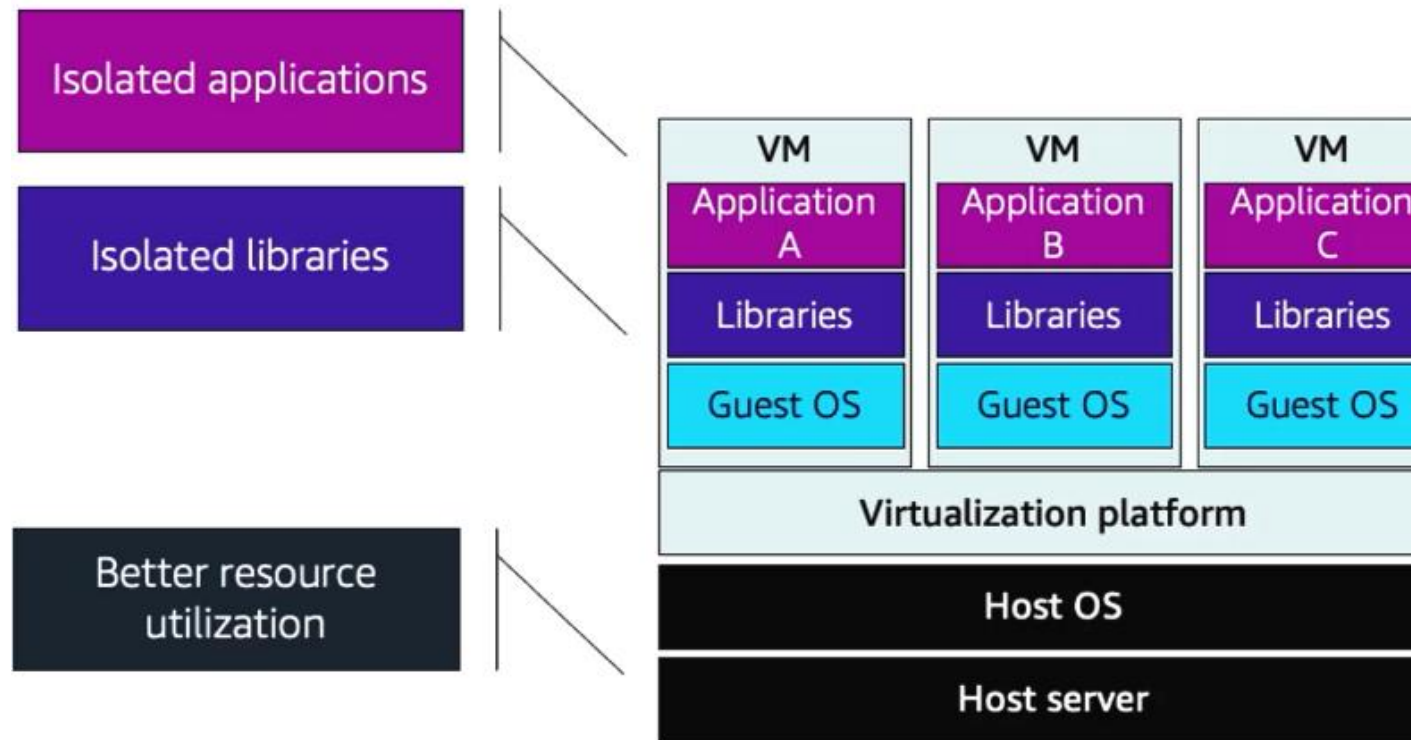 Isolated applications
Isolated libraries
Better resource
utilization
VM
Application
A
Libraries
Guest OS
VM
Application
B
Libraries
Guest OS
VM
Application
C
Libraries
Guest OS
Virtualization platform
Host OS
Host server